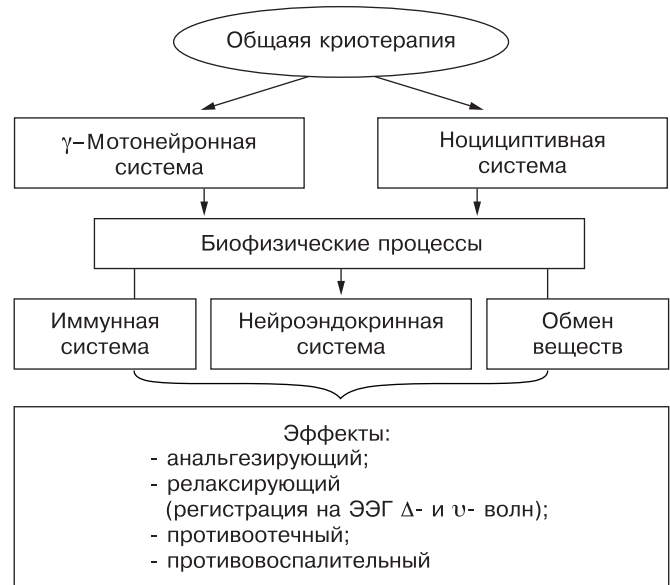 Общаяя криотерапия
γ–Мотонейронная
система
Ноцициптивная
система
Биофизические процессы
Иммунная
система
Нейроэндокринная
система
Обмен
веществ
Эффекты:
- анальгезирующий;
- релаксирующий
(регистрация на ЭЭГ Δ- и υ- волн);
- противоотечный;
- противовоспалительный